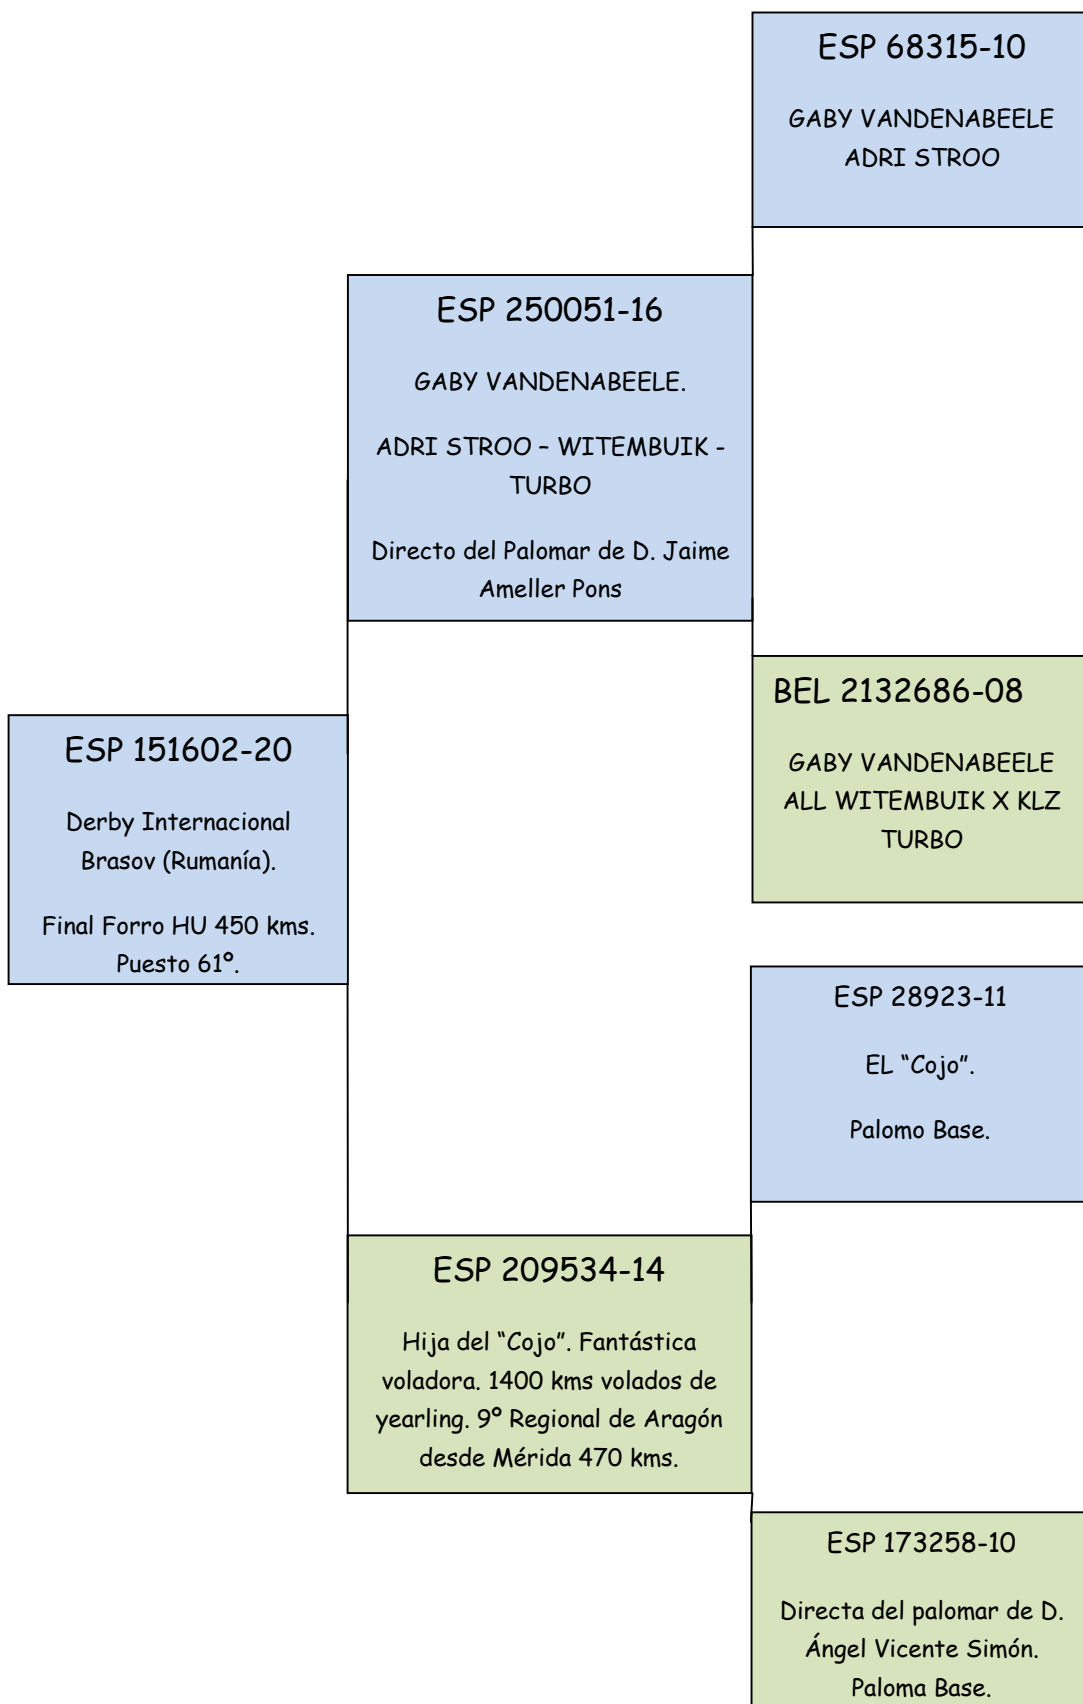 ESP 68315-10
GABY VANDENABEELE
ADRI STROO
ESP 250051-16
GABY VANDENABEELE.
ADRI STROO – WITEMBUIK -
TURBO
Directo del Palomar de D. Jaime
Ameller Pons
BEL 2132686-08
GABY VANDENABEELE
ALL WITEMBUIK X KLZ
TURBO
ESP 151602-20
Derby Internacional
Brasov (Rumanía).
Final Forro HU 450 kms.
Puesto 61º.
ESP 28923-11
EL “Cojo”.
Palomo Base.
ESP 209534-14
Hija del “Cojo”. Fantástica
voladora. 1400 kms volados de
yearling. 9º Regional de Aragón
desde Mérida 470 kms.
ESP 173258-10
Directa del palomar de D.
Ángel Vicente Simón.
Paloma Base.